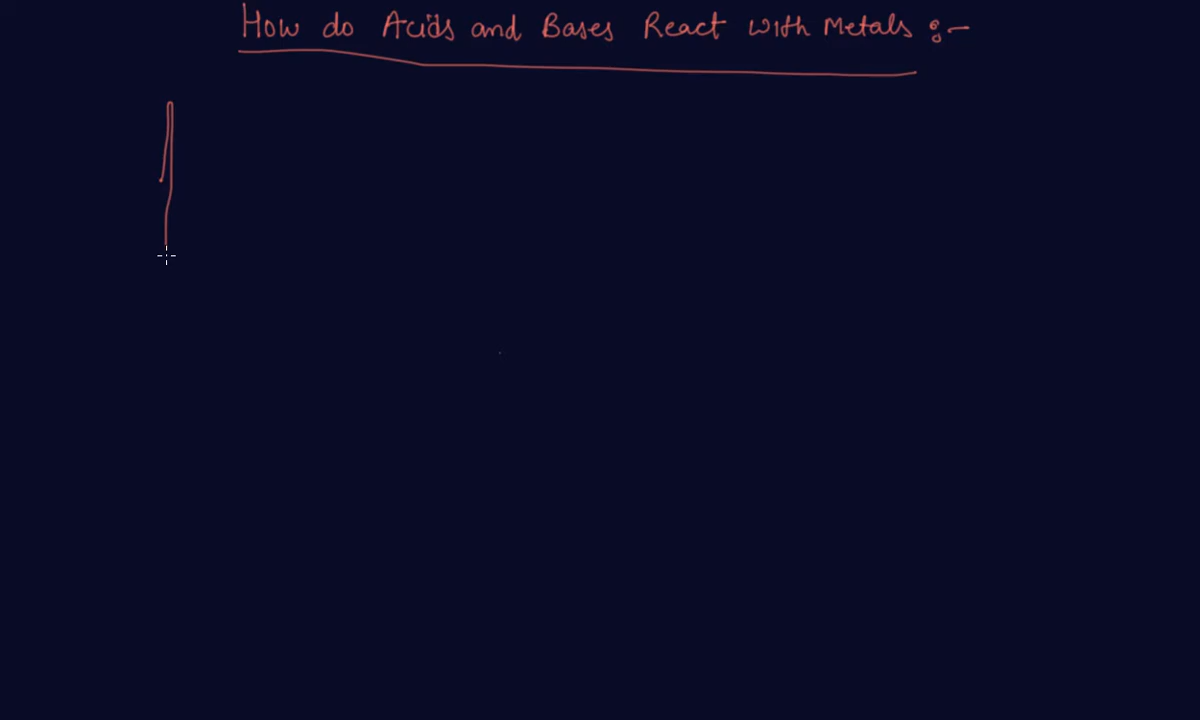 How do Acids and Bases React with Metals :-